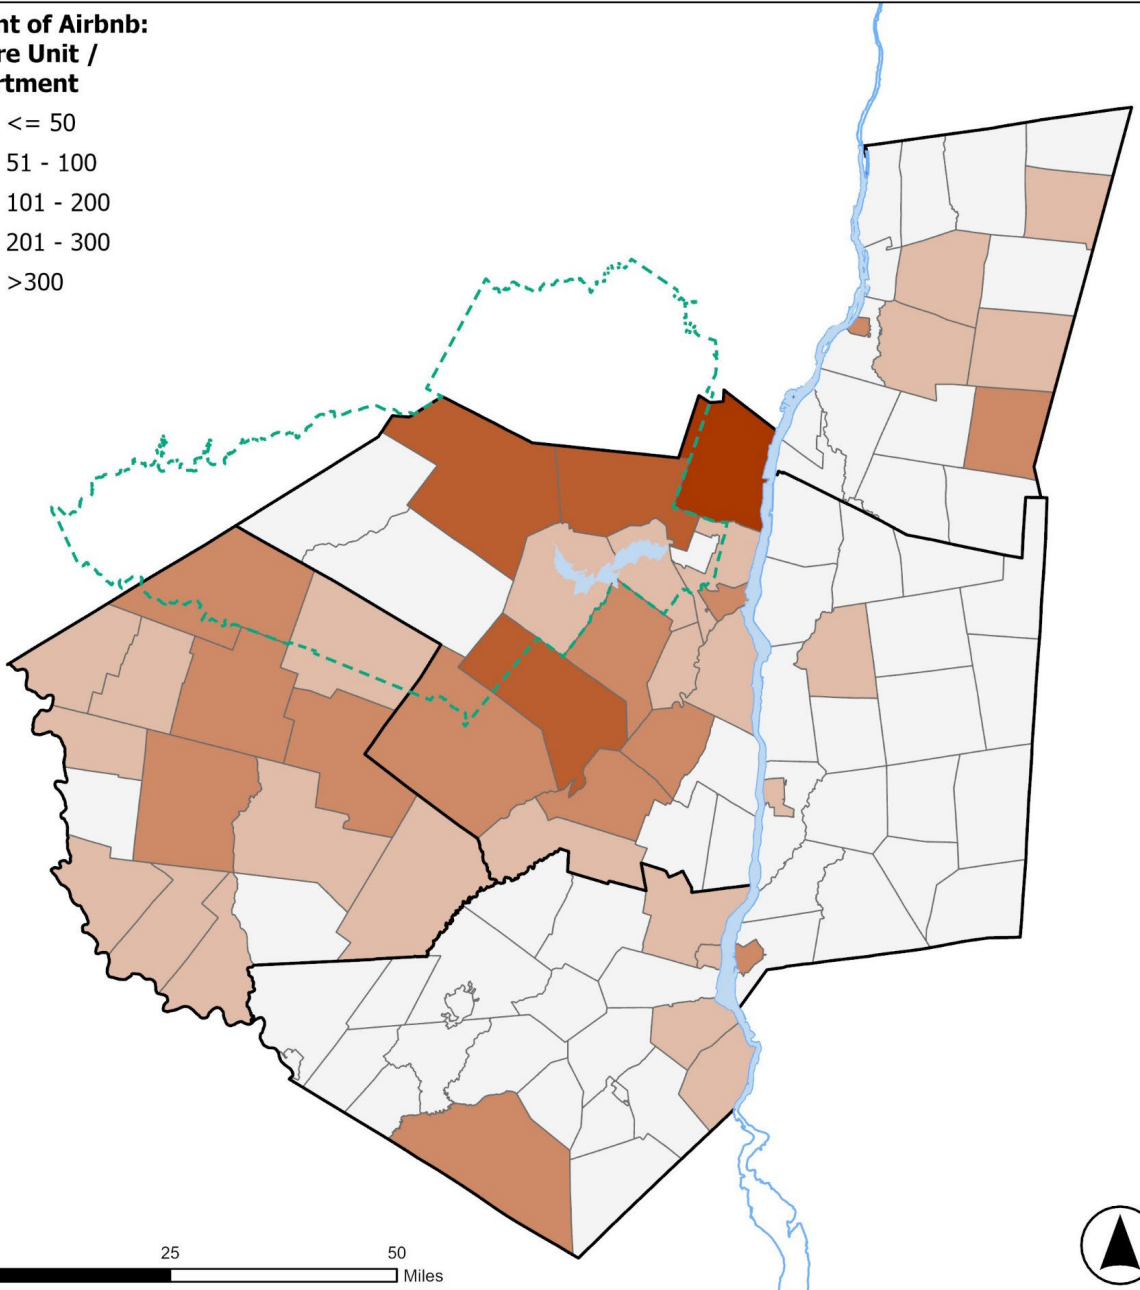 nt of Airbnb:
re Unit /
rtment
<= 50
51 - 100
101 - 200
201 - 300
>300
25
50
Miles